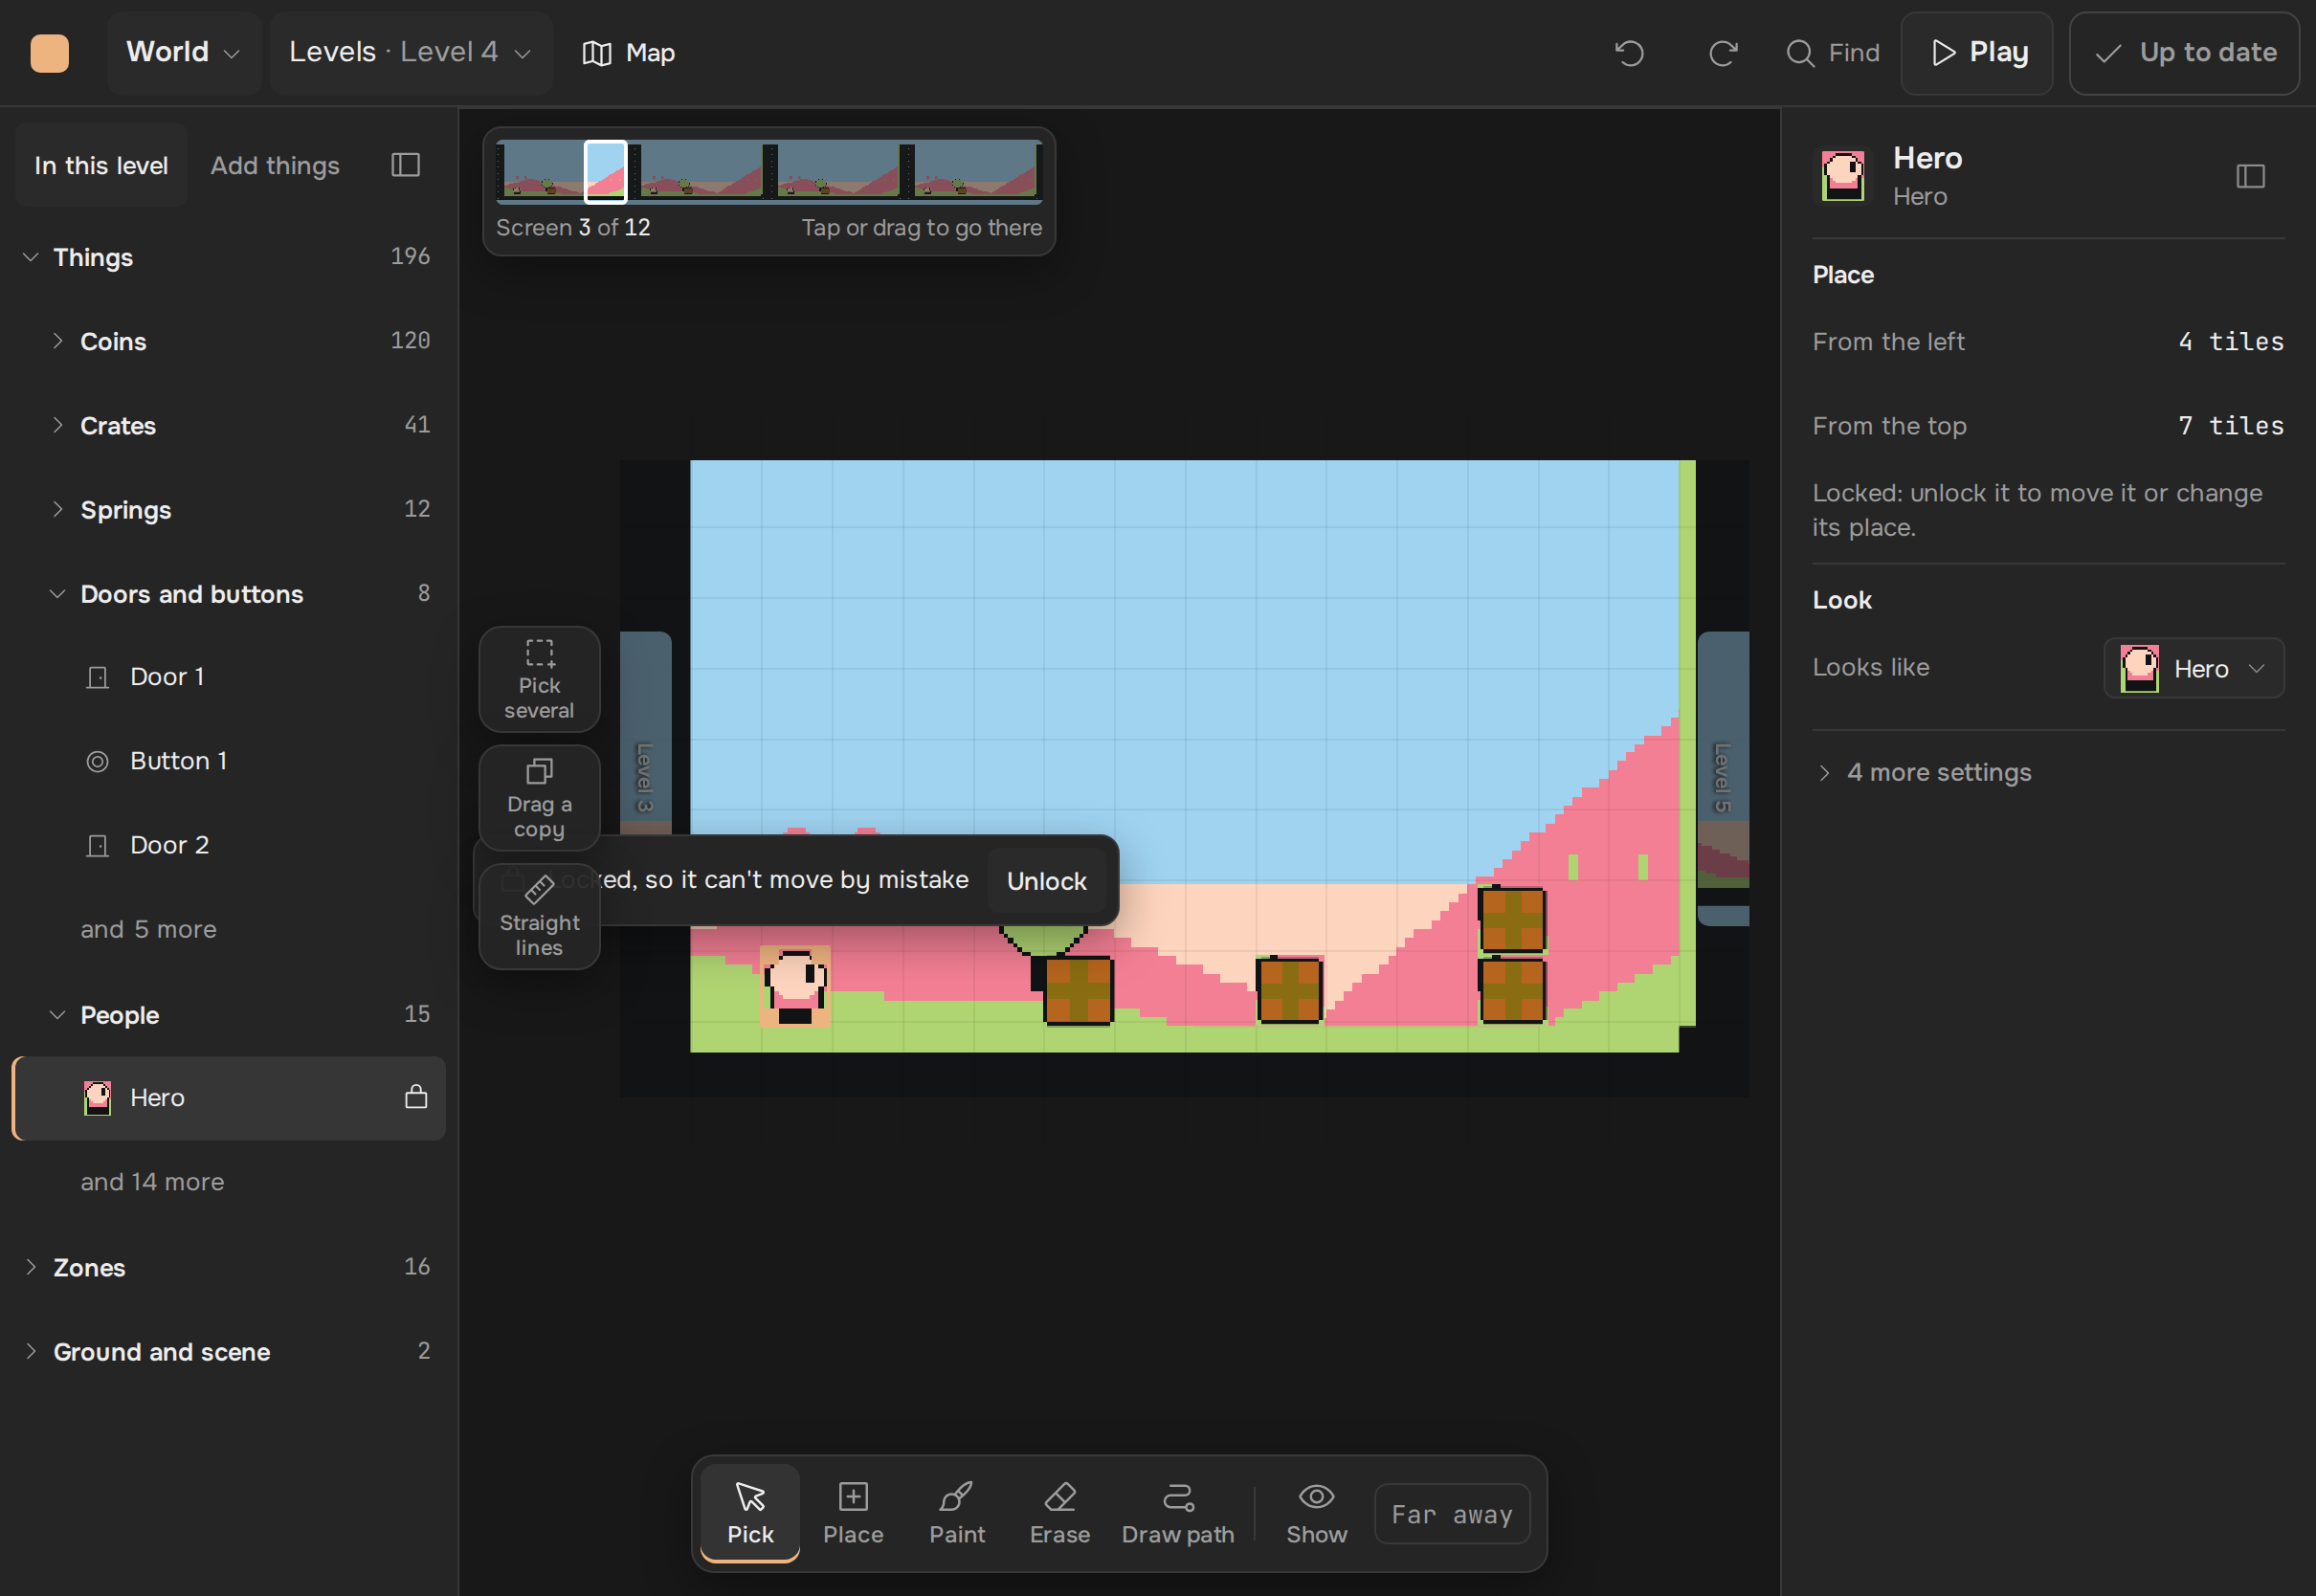 World
Levels · Level 4
Map
Find
Play
Up to date
In this level
Add things
Things 196
Coins 120
Crates 41
Springs 12
Doors and buttons 8
Door 1
Button 1
Door 2
and 5 more
People 15
Hero
and 14 more
Zones 16
Ground and scene 2
Screen 3 of 12
Tap or drag to go there
Pick
several
Drag a
copy
Straight
lines
Level 3
Level 5
Locked, so it can't move by mistake
Unlock
Pick
Place
Paint
Erase
Draw path
Show
Far away
Hero
Hero
Place
From the left 4 tiles
From the top 7 tiles
Locked: unlock it to move it or change
its place.
Look
Looks like Hero
4 more settings